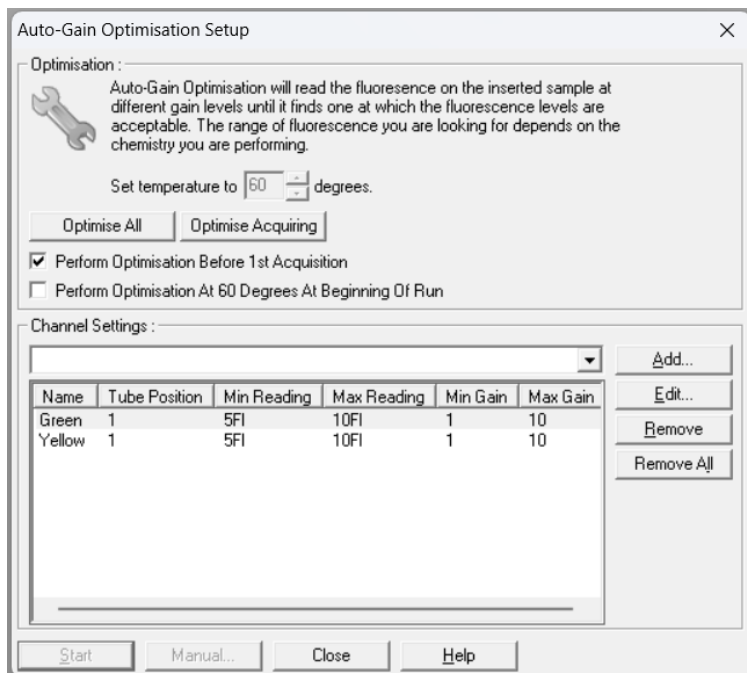 Auto-Gain Optimisation Setup
Optimisation :
Auto-Gain Optimisation will read the fluoresence on the inserted sample at
different gain levels until it finds one at which the fluorescence levels are
acceptable. The range of fluorescence you are looking for depends on the
chemistry you are performing.
Set temperature to 60 degrees.
Optimise All Optimise Acquiring
Perform Optimisation Before 1st Acquisition
Perform Optimisation At 60 Degrees At Beginning Of Run
Channel Settings :
Add...
Name Tube Position Min Reading Max Reading Min Gain Max Gain Edit...
Green 1 5Fl 10Fl 1 10
Remove
Yellow 1 5Fl 10Fl 1 10
Remove All
Start Manual... Close Help